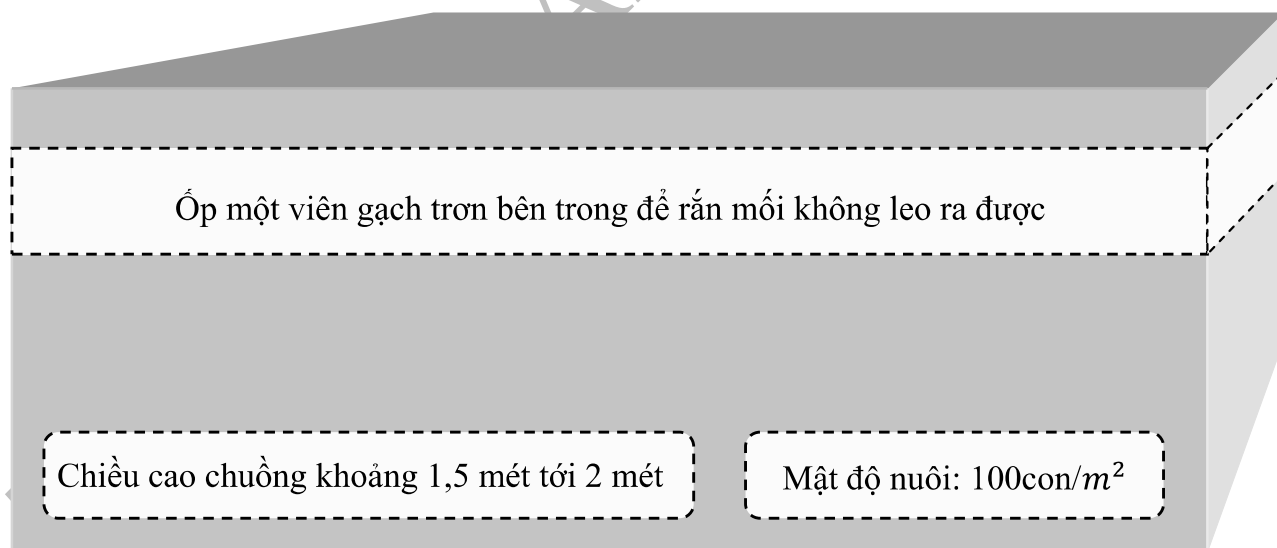 Ốp một viên gạch trơn bên trong để rắn mối không leo ra được
Chiều cao chuồng khoảng 1,5 mét tới 2 mét
Mật độ nuôi: 100con/m²